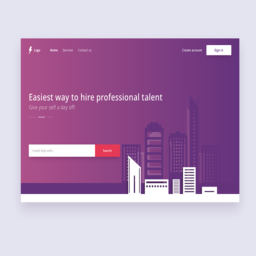 Logo
Home Services Contact us
Create account
Sign in
Easiest way to hire professional talent
Give your self a day off!
Search